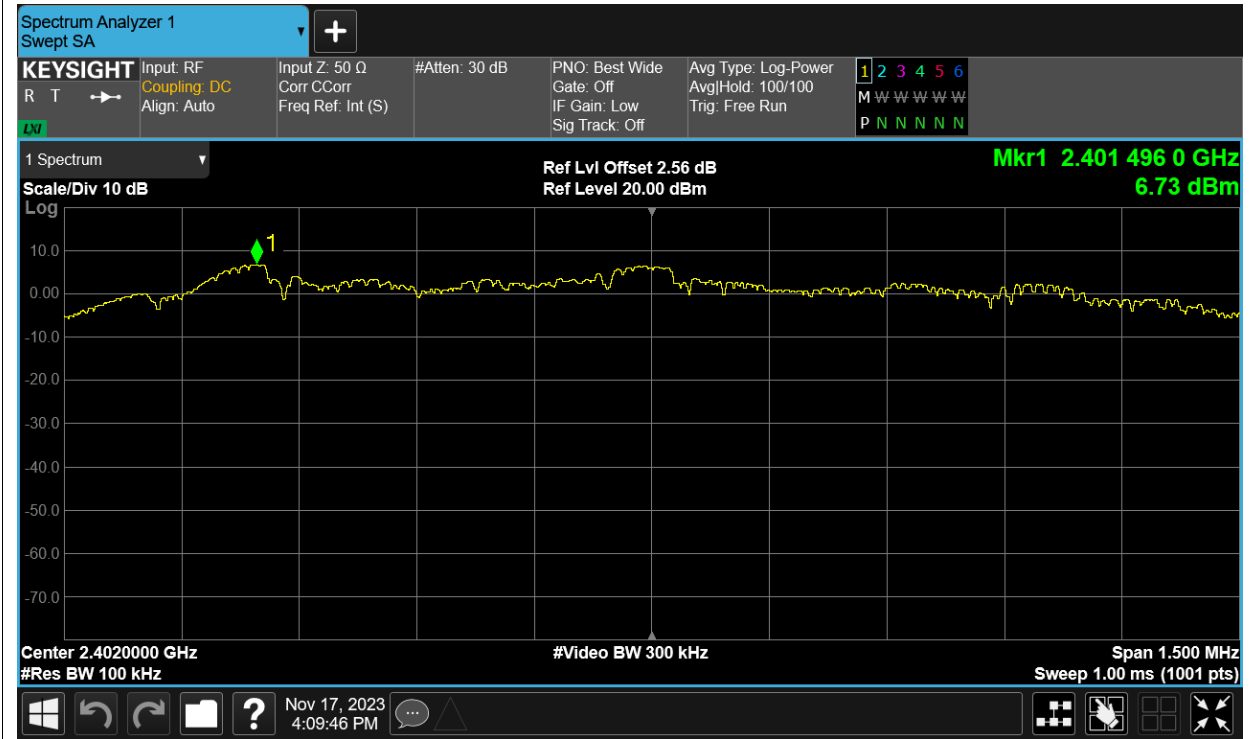 Spectrum Analyzer 1
Swept SA
+
KEYSIGHT
R T
LXI
Input: RF
Coupling: DC
Align: Auto
Input Z: 50 Ω
Corr CCorr
Freq Ref: Int (S)
#Atten: 30 dB
PNO: Best Wide
Gate: Off
IF Gain: Low
Sig Track: Off
Avg Type: Log-Power
Avg|Hold: 100/100
Trig: Free Run
1 2 3 4 5 6
M W W W W W
P N N N N N
1 Spectrum
Scale/Div 10 dB
Ref Lvl Offset 2.56 dB
Ref Level 20.00 dBm
Mkr1 2.401 496 0 GHz
6.73 dBm
Log
1
10.0
0.00
-10.0
-20.0
-30.0
-40.0
-50.0
-60.0
-70.0
Center 2.4020000 GHz
#Res BW 100 kHz
#Video BW 300 kHz
Span 1.500 MHz
Sweep 1.00 ms (1001 pts)
?
Nov 17, 2023
4:09:46 PM